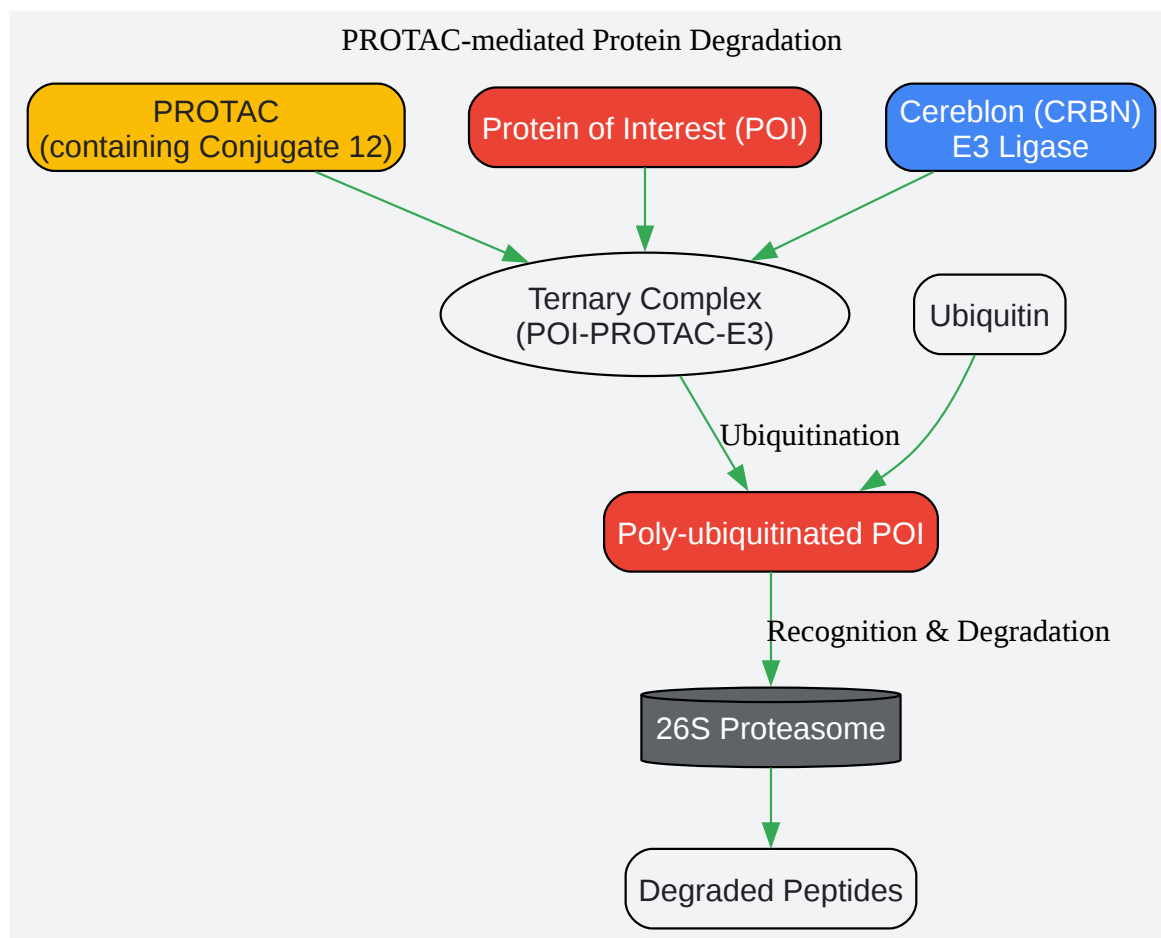 PROTAC-mediated Protein Degradation
PROTAC
(containing Conjugate 12)
Protein of Interest (POI)
Cereblon (CRBN)
E3 Ligase
Ternary Complex
(POI-PROTAC-E3)
Ubiquitin
Ubiquitination
Poly-ubiquitinated POI
Recognition & Degradation
26S Proteasome
Degraded Peptides